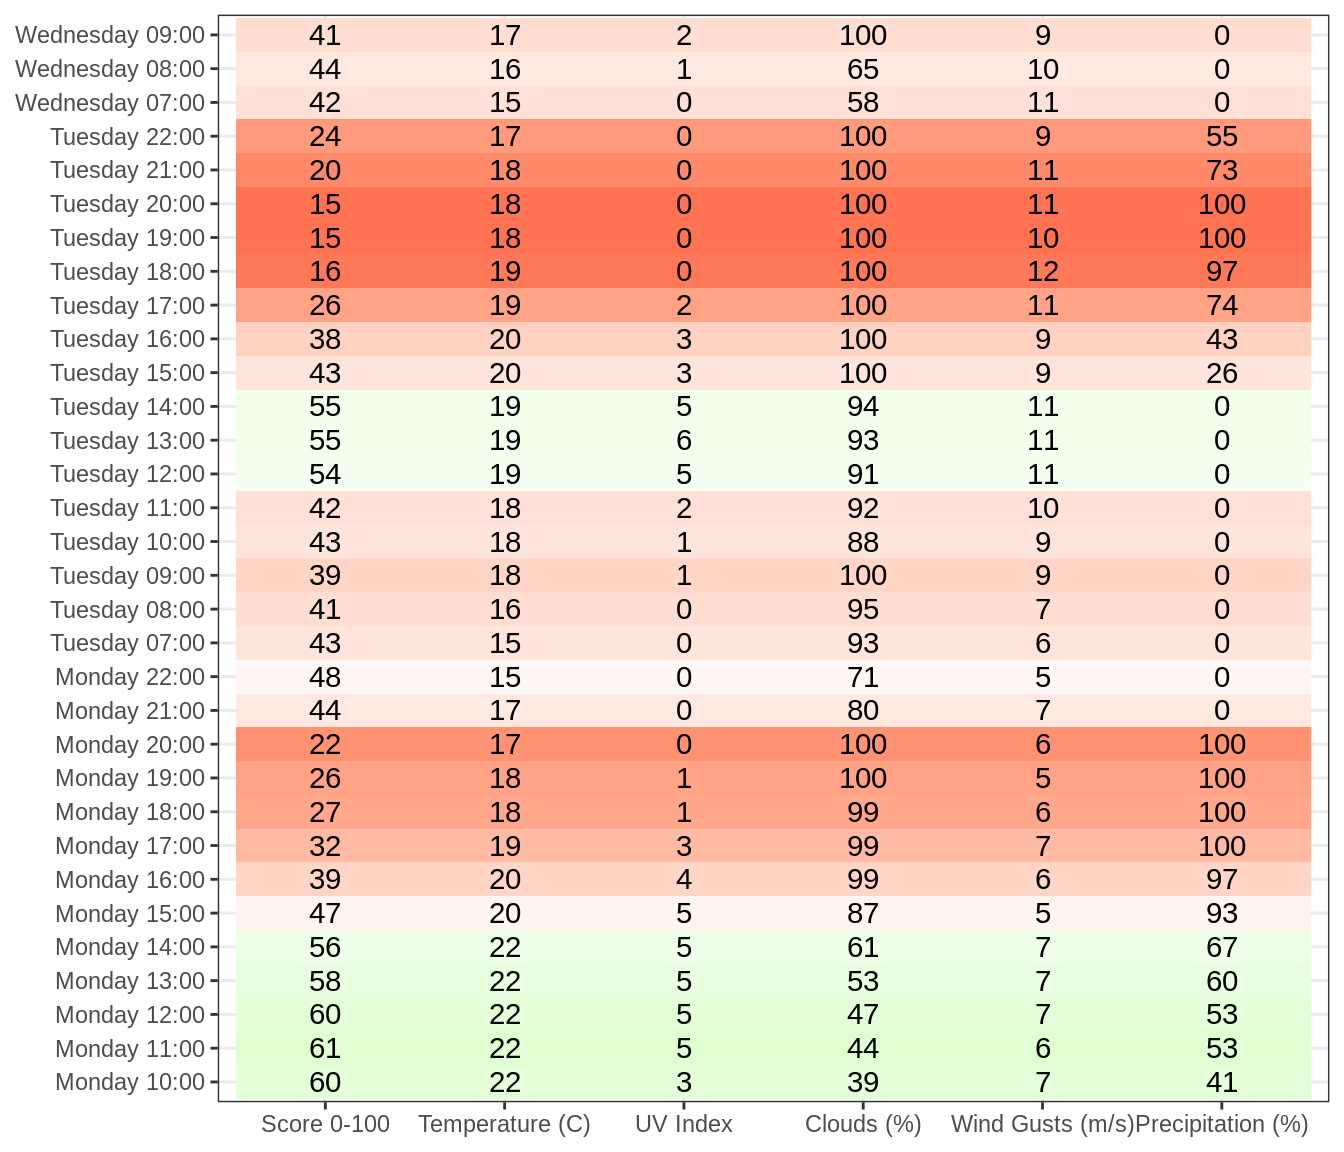 Wednesday 09:00 41 17 2 100 9 0
Wednesday 08:00 44 16 1 65 10 0
Wednesday 07:00 42 15 0 58 11 0
Tuesday 22:00 24 17 0 100 9 55
Tuesday 21:00 20 18 0 100 11 73
Tuesday 20:00 15 18 0 100 11 100
Tuesday 19:00 15 18 0 100 10 100
Tuesday 18:00 16 19 0 100 12 97
Tuesday 17:00 26 19 2 100 11 74
Tuesday 16:00 38 20 3 100 9 43
Tuesday 15:00 43 20 3 100 9 26
Tuesday 14:00 55 19 5 94 11 0
Tuesday 13:00 55 19 6 93 11 0
Tuesday 12:00 54 19 5 91 11 0
Tuesday 11:00 42 18 2 92 10 0
Tuesday 10:00 43 18 1 88 9 0
Tuesday 09:00 39 18 1 100 9 0
Tuesday 08:00 41 16 0 95 7 0
Tuesday 07:00 43 15 0 93 6 0
Monday 22:00 48 15 0 71 5 0
Monday 21:00 44 17 0 80 7 0
Monday 20:00 22 17 0 100 6 100
Monday 19:00 26 18 1 100 5 100
Monday 18:00 27 18 1 99 6 100
Monday 17:00 32 19 3 99 7 100
Monday 16:00 39 20 4 99 6 97
Monday 15:00 47 20 5 87 5 93
Monday 14:00 56 22 5 61 7 67
Monday 13:00 58 22 5 53 7 60
Monday 12:00 60 22 5 47 7 53
Monday 11:00 61 22 5 44 6 53
Monday 10:00 60 22 3 39 7 41
Score 0-100 Temperature (C) UV Index Clouds (%) Wind Gusts (m/s) Precipitation (%)